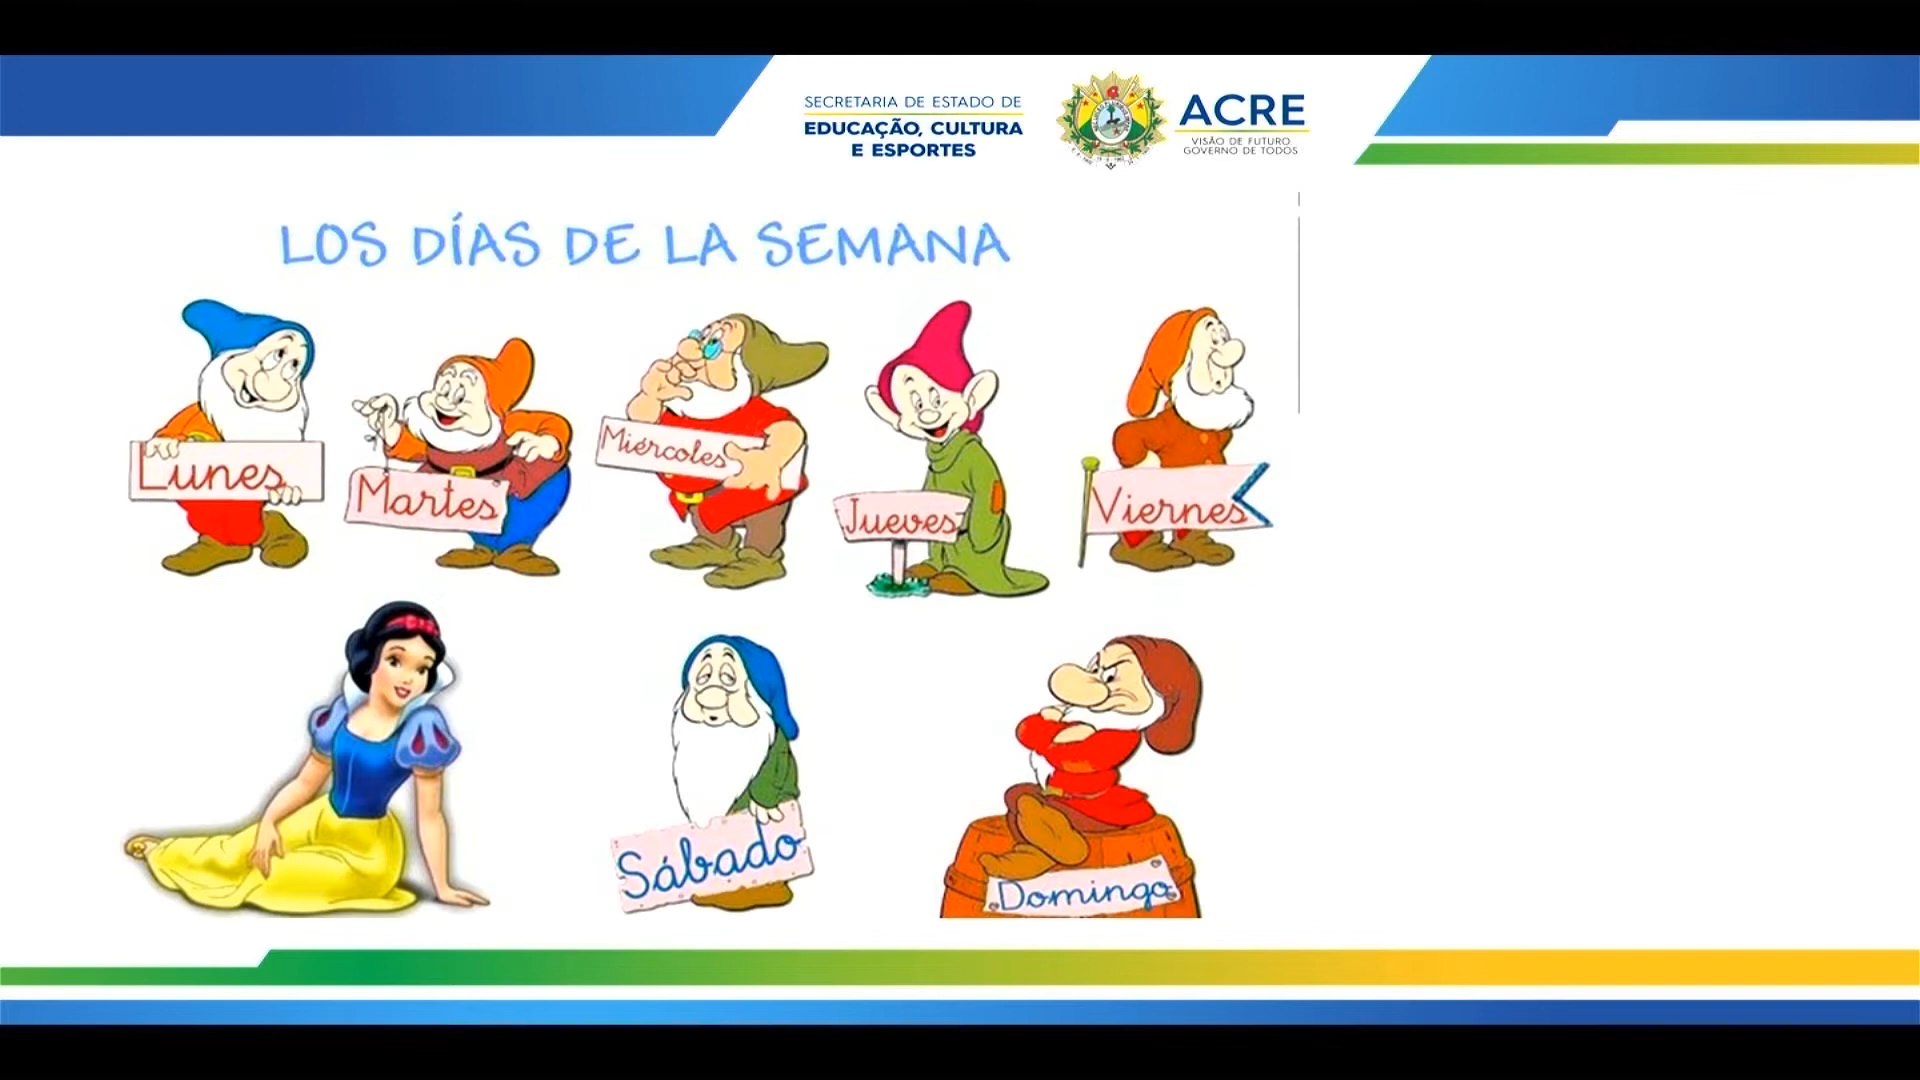 SECRETARIA DE ESTADO DE
EDUCAÇÃO, CULTURA
E ESPORTES
ACRE
VISÃO DE FUTURO.
GOVERNO DE TODOS
LOS DÍAS DE LA SEMANA
Lunes
Martes
Miércoles
Jueves
Viernes
Sábado
Domingo